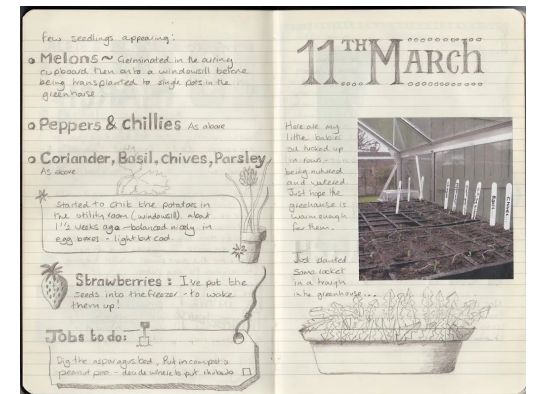 Few seedlings appearing:
Melons ~ Germinated in the airing
cupboard then onto a windowsill before
being transplanted to single pots in the
greenhouse.
Peppers & chillies As above
Coriander, Basil, Chives, Parsley
As above
Started to chit the potatoes in
the utility room (windowsill) about
1½ weeks ago - balanced nicely in
egg boxes - light but cool.
Strawberries: I've put the
seeds into the freezer - to wake
them up!
Jobs to do:
Dig the asparagus bed, Put in compost a
peanut pea - decide where to put rhubarb
11TH MARCH
Here are my
little babies
all tucked up
in rows -
being nurtured
and watered.
Just hope the
greenhouse is
warm enough
for them.
Just planted
some rocket
in a trough
in the greenhouse...
Basil
Chives